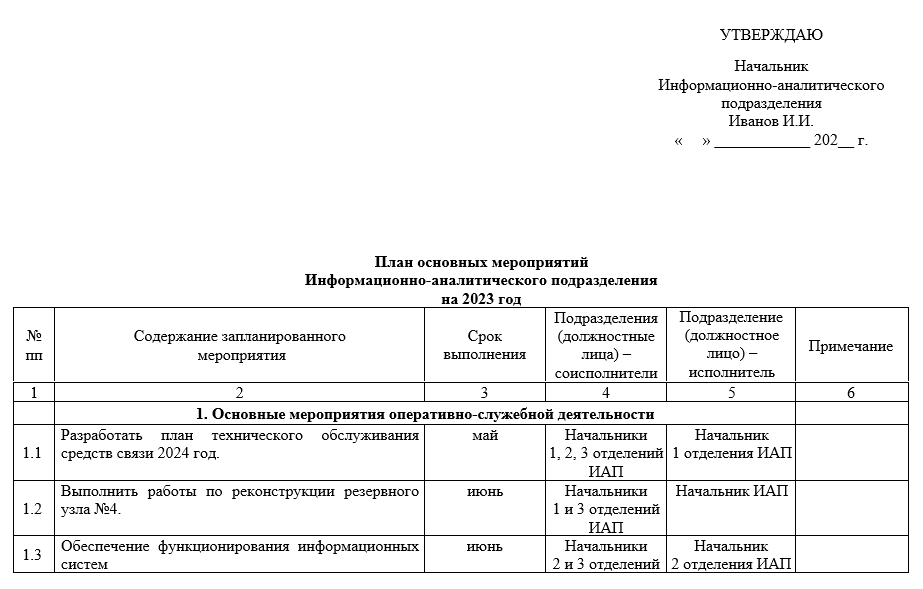 УТВЕРЖДАЮ
Начальник
Информационно-аналитического
подразделения
Иванов И.И.
«     » ____________ 202__ г.
План основных мероприятий
Информационно-аналитического подразделения
на 2023 год
№
пп
Содержание запланированного
мероприятия
Срок
выполнения
Подразделения
(должностные
лица) –
соисполнители
Подразделение
(должностное
лицо) –
исполнитель
Примечание
1 2 3 4 5 6
1. Основные мероприятия оперативно-служебной деятельности
1.1
Разработать план технического обслуживания
средств связи 2024 год.
май
Начальники
1, 2, 3 отделений
ИАП
Начальник
1 отделения ИАП
1.2
Выполнить работы по реконструкции резервного
узла №4.
июнь
Начальники
1 и 3 отделений
ИАП
Начальник ИАП
1.3
Обеспечение функционирования информационных
систем
июнь
Начальники
2 и 3 отделений
Начальник
2 отделения ИАП